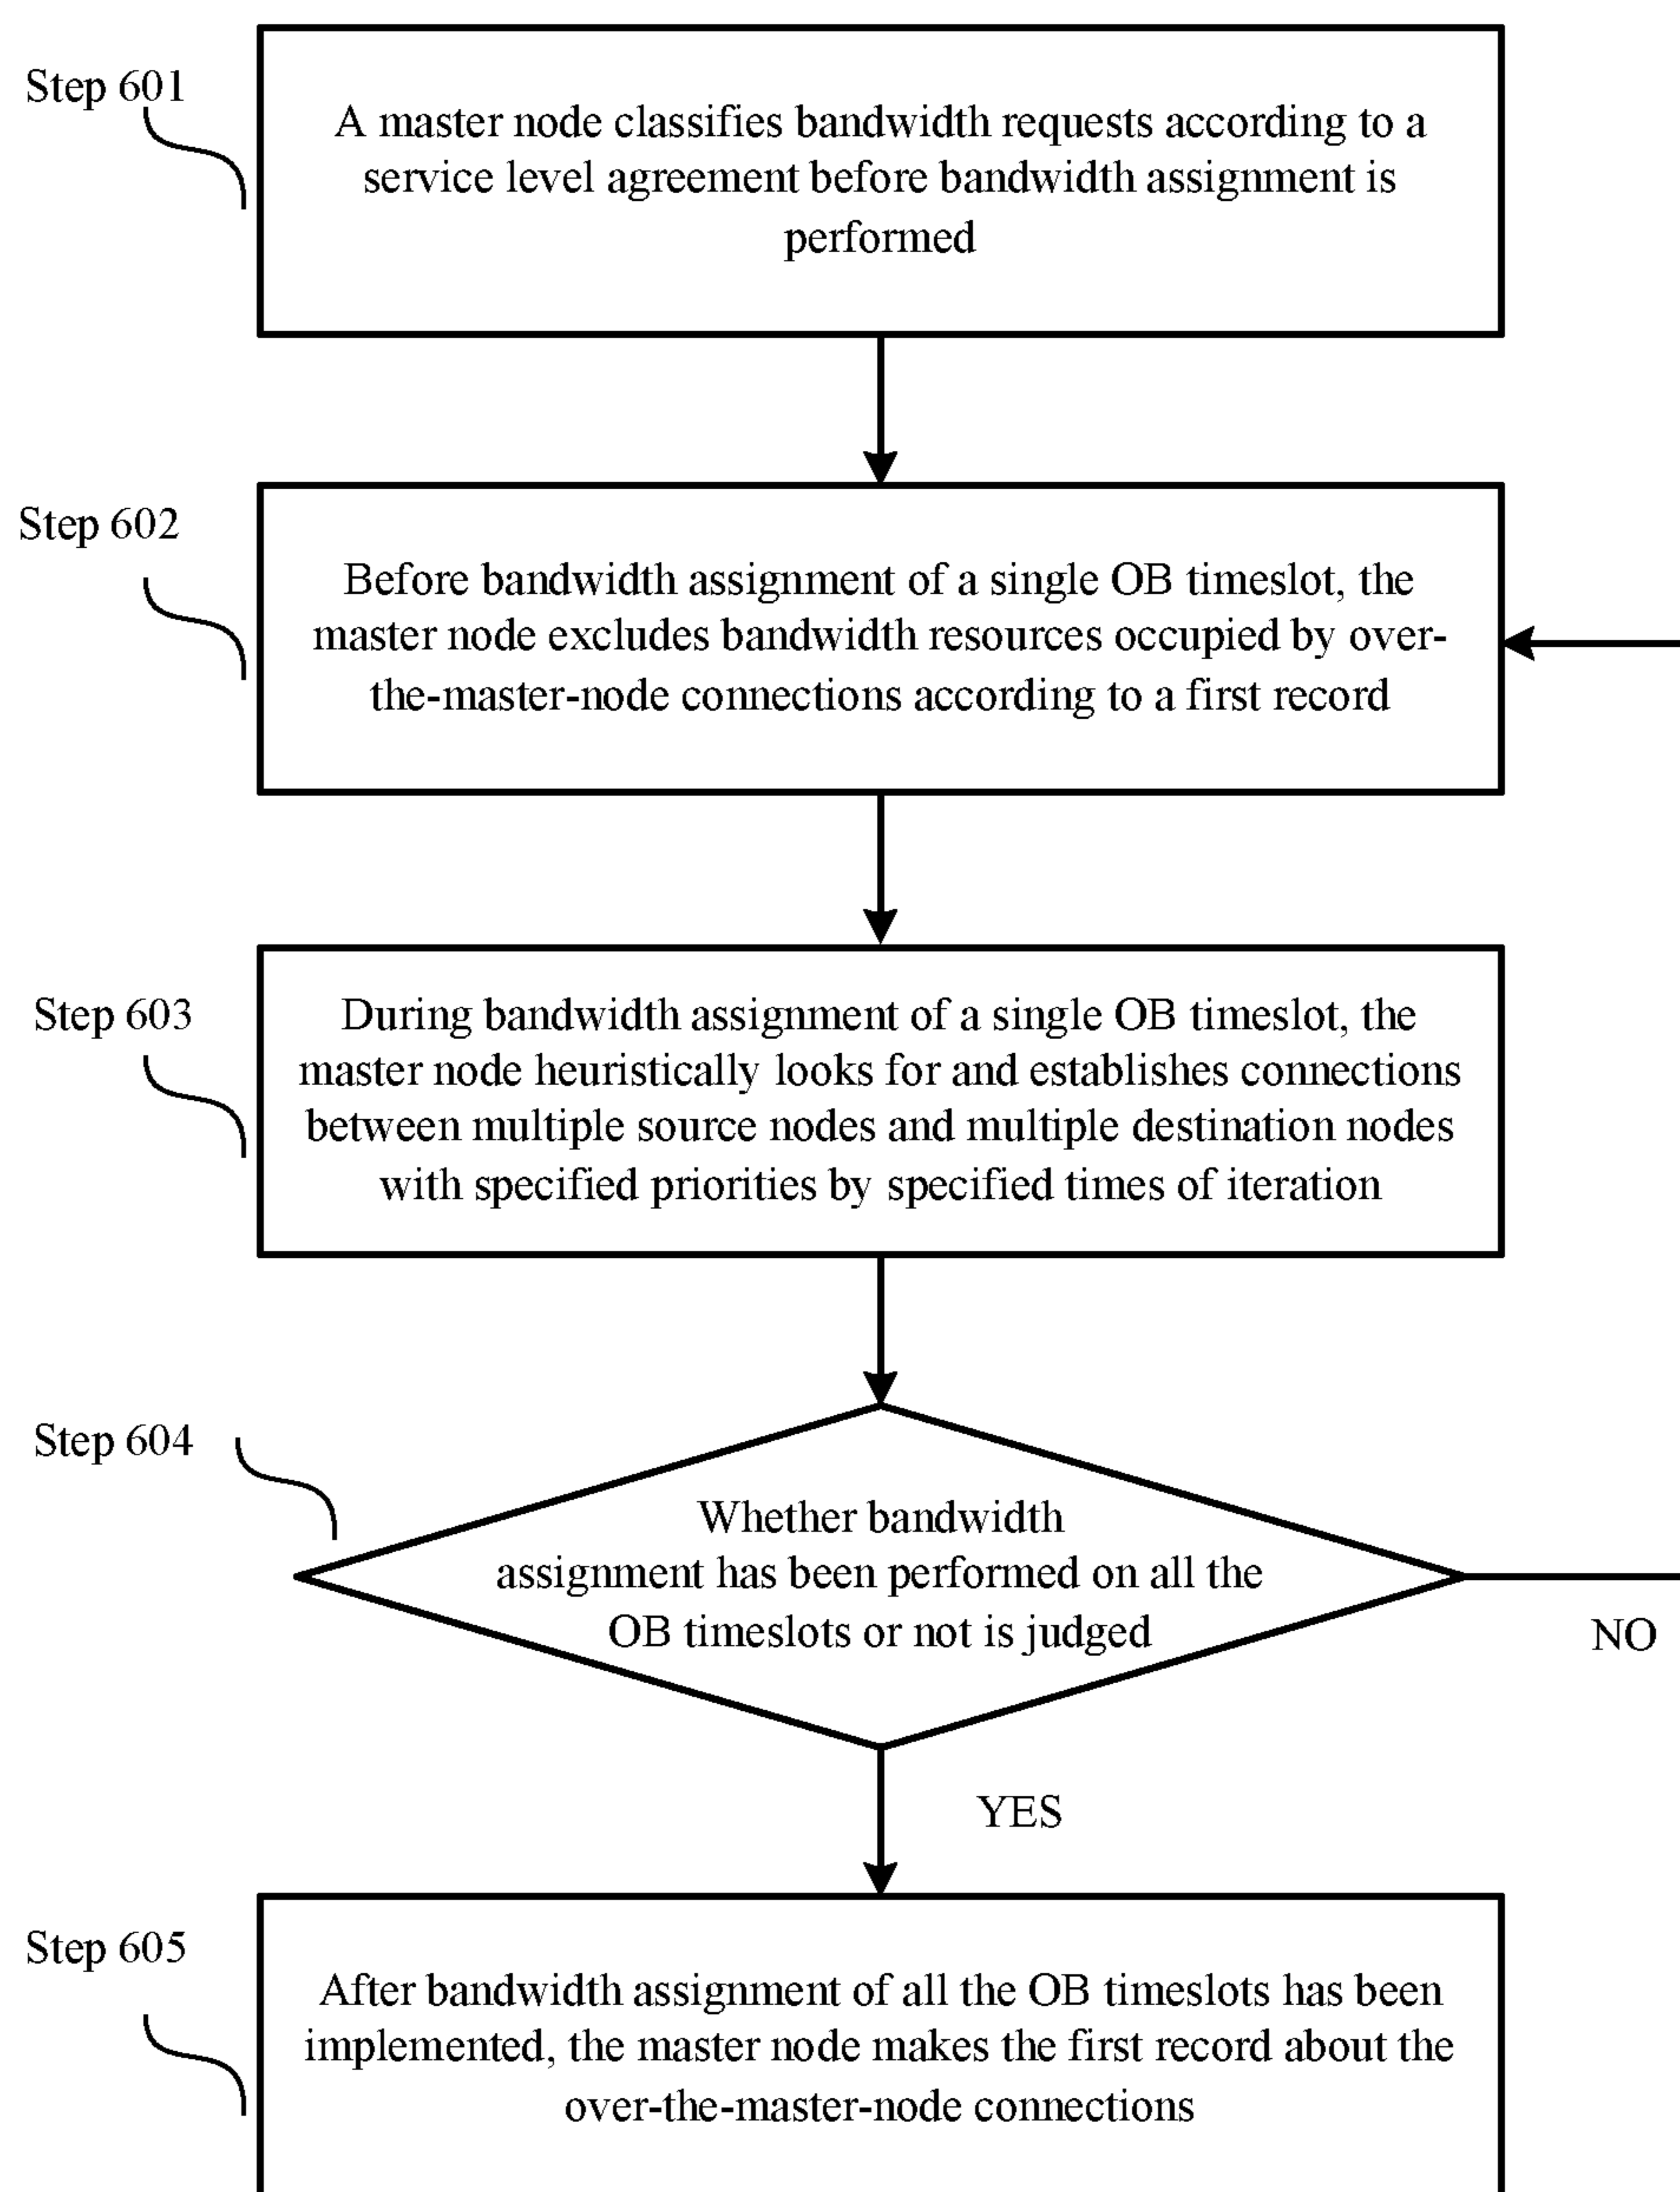 Step 601
A master node classifies bandwidth requests according to a
service level agreement before bandwidth assignment is
performed
Step 602
Before bandwidth assignment of a single OB timeslot, the
master node excludes bandwidth resources occupied by over-
the-master-node connections according to a first record
Step 603
During bandwidth assignment of a single OB timeslot, the
master node heuristically looks for and establishes connections
between multiple source nodes and multiple destination nodes
with specified priorities by specified times of iteration
Step 604
Whether bandwidth
assignment has been performed on all the
OB timeslots or not is judged
NO
YES
Step 605
After bandwidth assignment of all the OB timeslots has been
implemented, the master node makes the first record about the
over-the-master-node connections